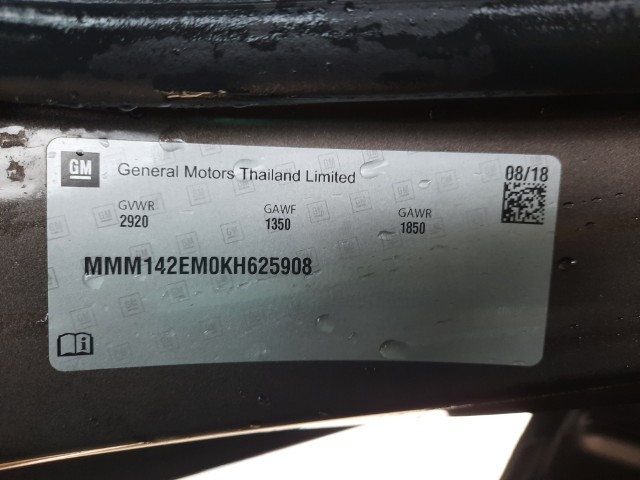 GM General Motors Thailand Limited 08/18
GVWR GAWF GAWR
2920 1350 1850
MMM142EM0KH625908
i